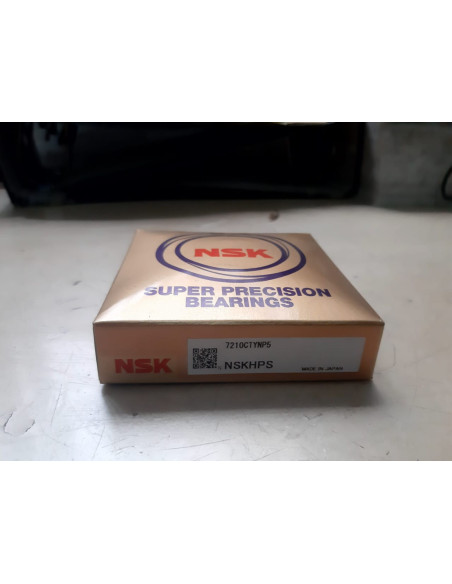 NSK
SUPER PRECISION
BEARINGS
NSK
7210CTYNP5
NSKHPS
MADE IN JAPAN